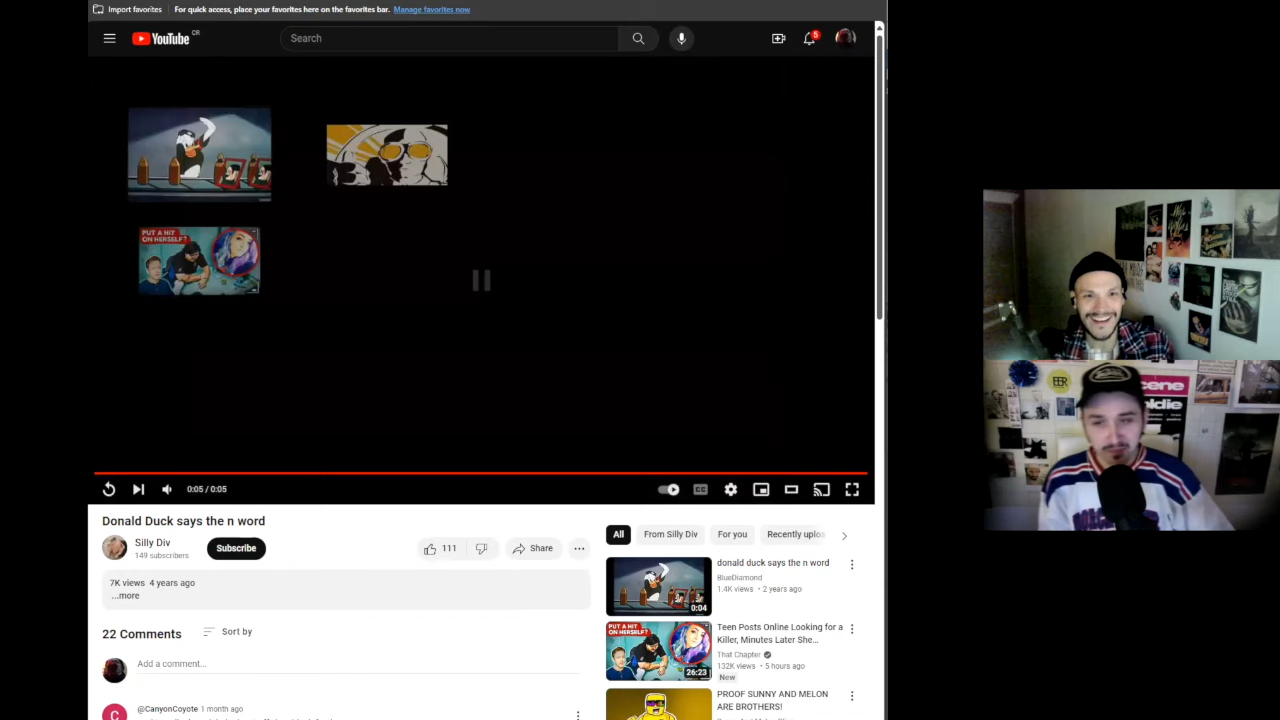 Import favorites
For quick access, place your favorites here on the favorites bar. Manage favorites now
YouTube CR
Search
5
PUT A HIT
ON HERSELF?
0:05 / 0:05
CC
Donald Duck says the n word
Silly Div
149 subscribers
Subscribe
111
Share
7K views 4 years ago
...more
22 Comments
Sort by
Add a comment...
C
@CanyonCoyote 1 month ago
All
From Silly Div
For you
Recently uplo
donald duck says the n word
BlueDiamond
1.4K views • 2 years ago
0:04
PUT A HIT
ON HERSELF?
26:23
Teen Posts Online Looking for a
Killer, Minutes Later She...
That Chapter
132K views • 5 hours ago
New
PROOF SUNNY AND MELON
ARE BROTHERS!